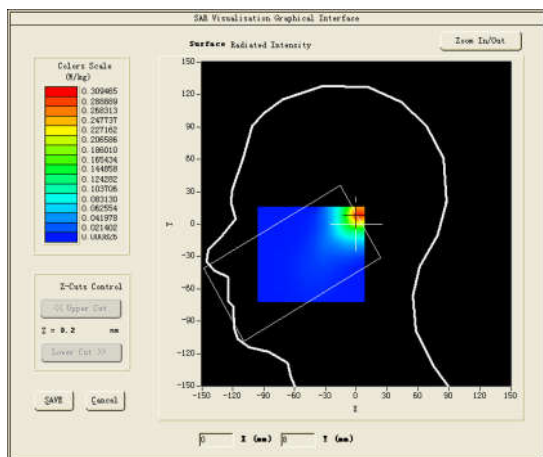 SAR Visualisation Graphical Interface
Surface Radiated Intensity
Zoom In/Out
Colors Scale
(W/kg)
0.309465
0.288889
0.268313
0.247737
0.227162
0.206586
0.186010
0.165434
0.144858
0.124282
0.103706
0.083130
0.062554
0.041978
0.021402
0.000826
Z-Cuts Control
<< Upper Cut
Z = 0.2 mm
Lower Cut >>
SAVE Cancel
150
120
90
60
30
0
-30
-60
-90
-120
-150
Y
-150 -120 -90 -60 -30 0 30 60 90 120 150
X
0 X (mm) 8 Y (mm)